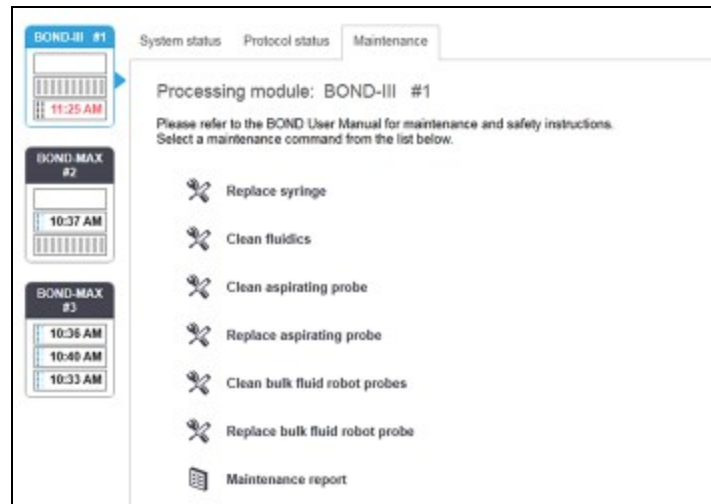 BOND-III #1
11:25 AM
BOND-MAX
#2
10:37 AM
BOND-MAX
#3
10:36 AM
10:40 AM
10:33 AM
System status Protocol status Maintenance
Processing module: BOND-III #1
Please refer to the BOND User Manual for maintenance and safety instructions.
Select a maintenance command from the list below.
Replace syringe
Clean fluidics
Clean aspirating probe
Replace aspirating probe
Clean bulk fluid robot probes
Replace bulk fluid robot probe
Maintenance report